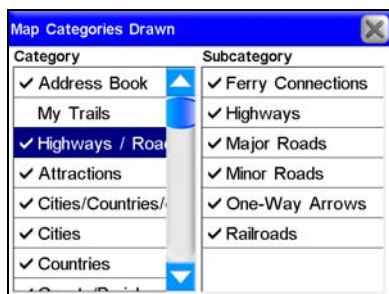 Map Categories Drawn
Category
Subcategory
Address Book
My Trails
Highways / Road
Attractions
Cities/Countries/
Cities
Countries
Ferry Connections
Highways
Major Roads
Minor Roads
One-Way Arrows
Railroads